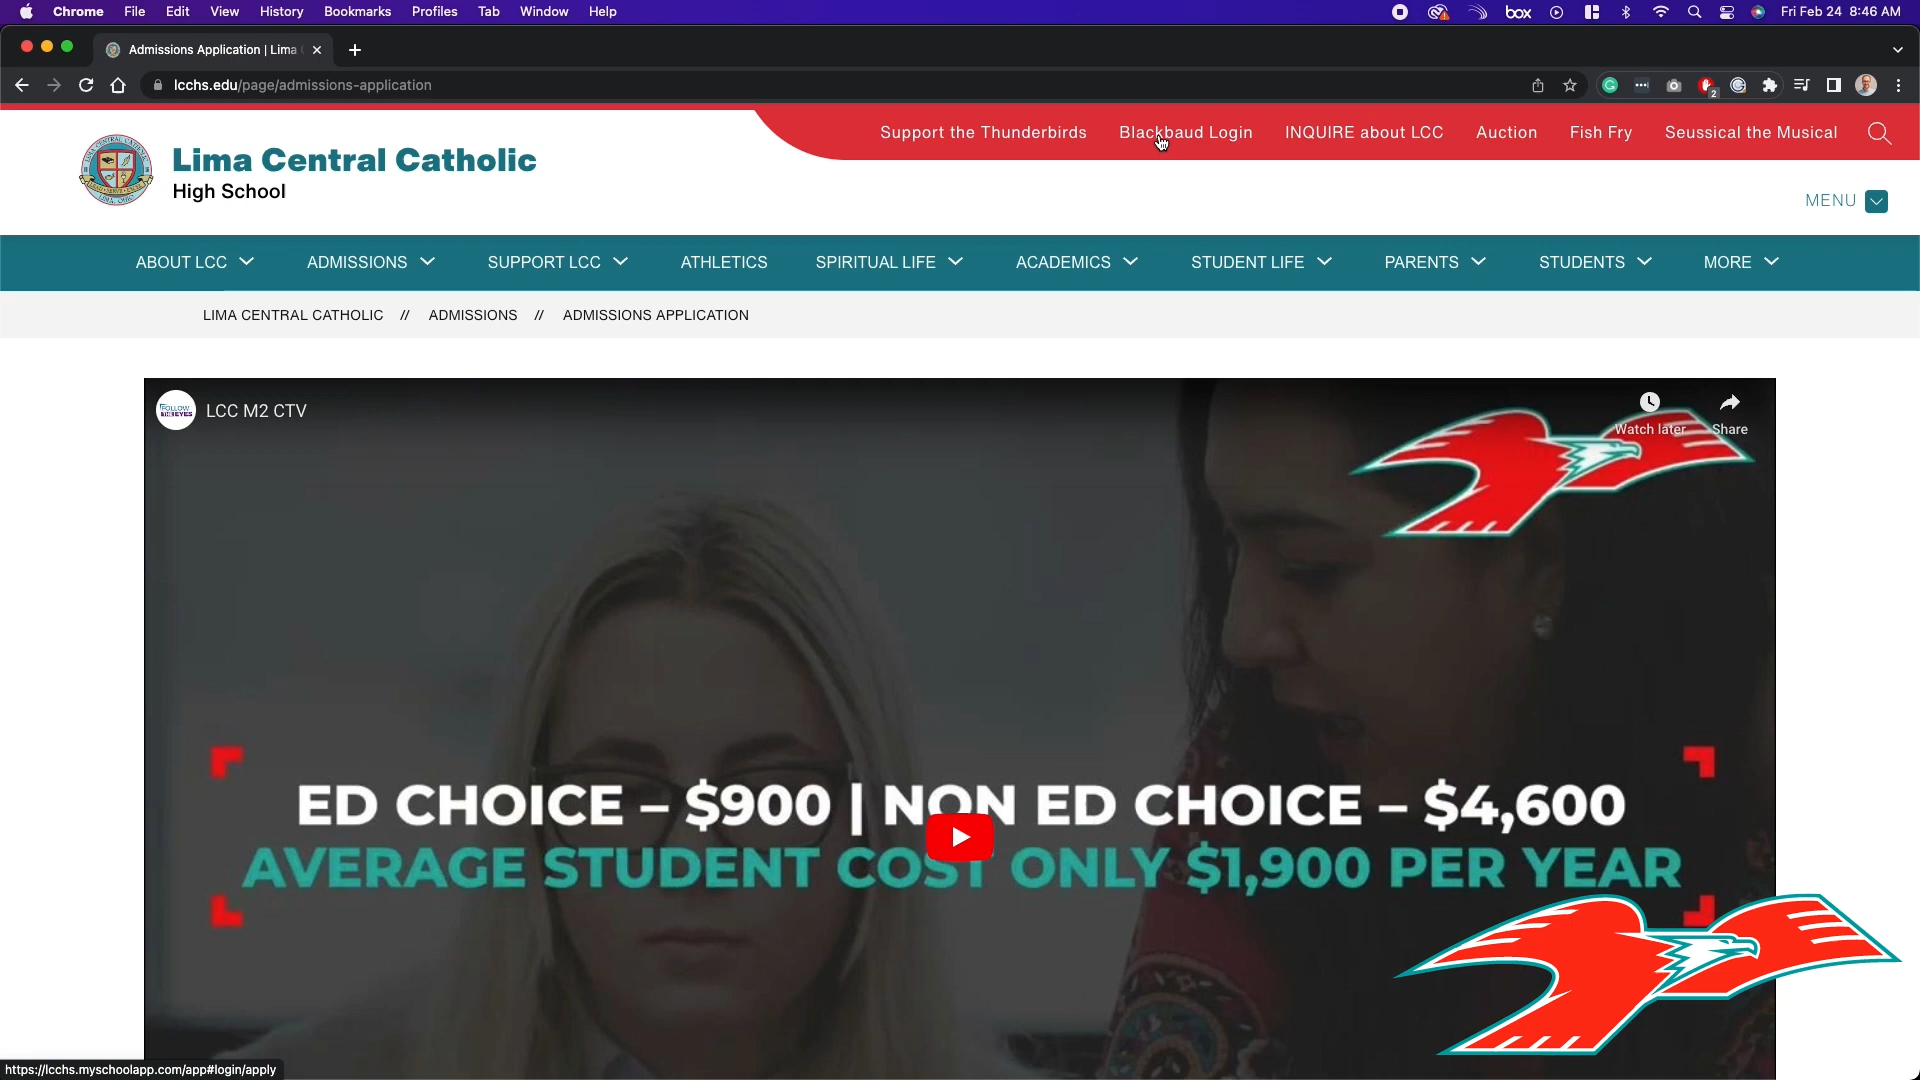 Chrome File Edit View History Bookmarks Profiles Tab Window Help box Fri Feb 24 8:46 AM
Admissions Application | Lima
lcchs.edu/page/admissions-application
2
Support the Thunderbirds Blackbaud Login INQUIRE about LCC Auction Fish Fry Seussical the Musical
Lima Central Catholic
High School
MENU
ABOUT LCC ADMISSIONS SUPPORT LCC ATHLETICS SPIRITUAL LIFE ACADEMICS STUDENT LIFE PARENTS STUDENTS MORE
LIMA CENTRAL CATHOLIC // ADMISSIONS // ADMISSIONS APPLICATION
FOLLOW
THE EYES
LCC M2 CTV
Watch later Share
ED CHOICE – $900 | NON ED CHOICE – $4,600
AVERAGE STUDENT COST ONLY $1,900 PER YEAR
https://lcchs.myschoolapp.com/app#login/apply